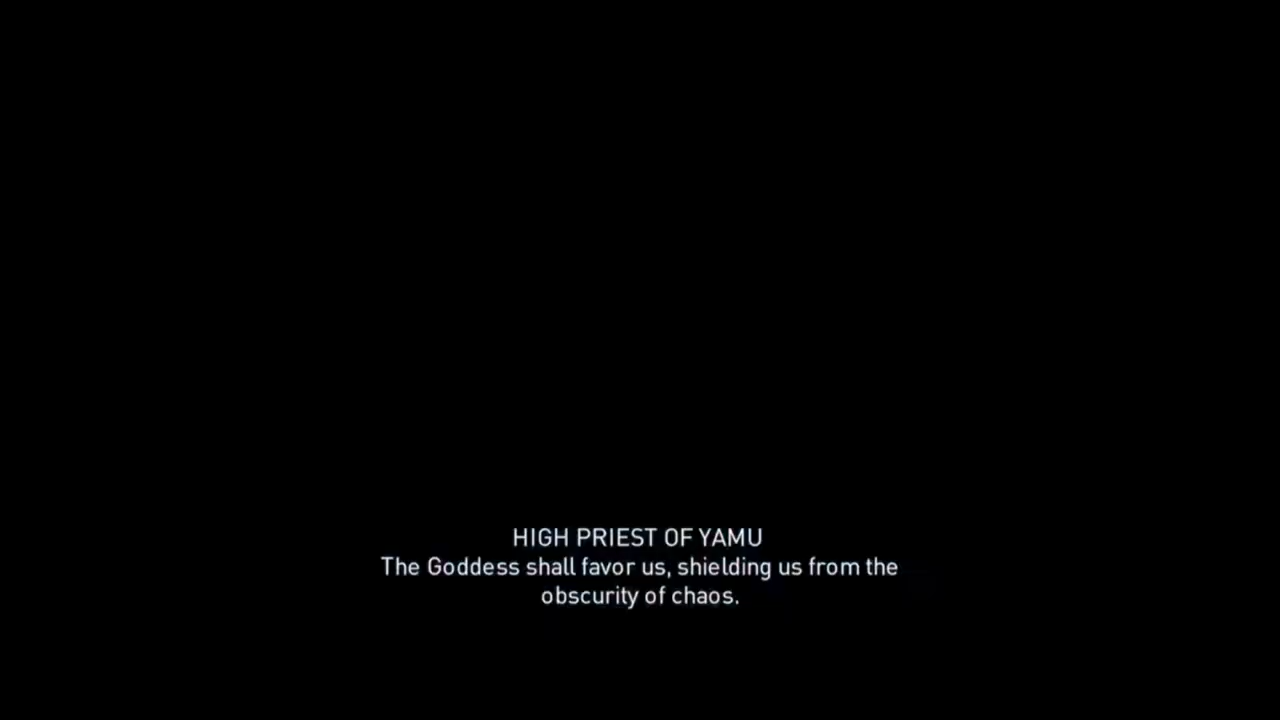 HIGH PRIEST OF YAMU
The Goddess shall favor us, shielding us from the
obscurity of chaos.